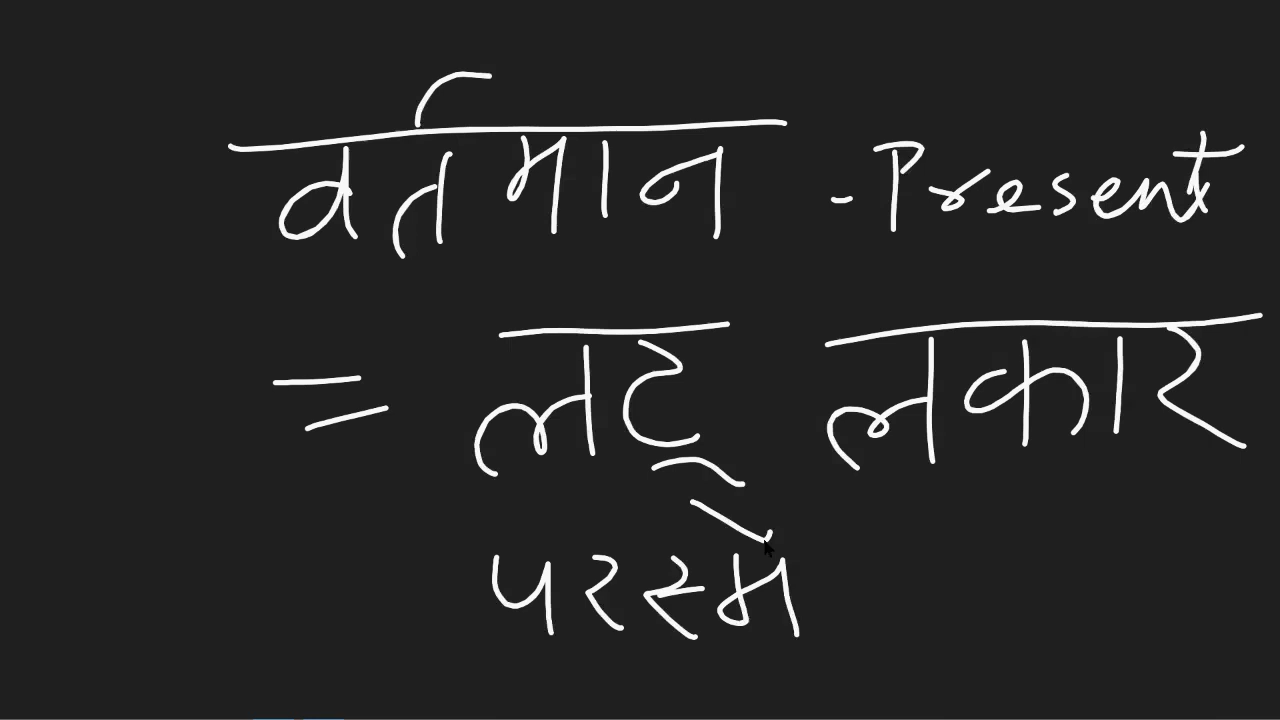 वर्तमान - Present
= लट् लकार
परस्मै